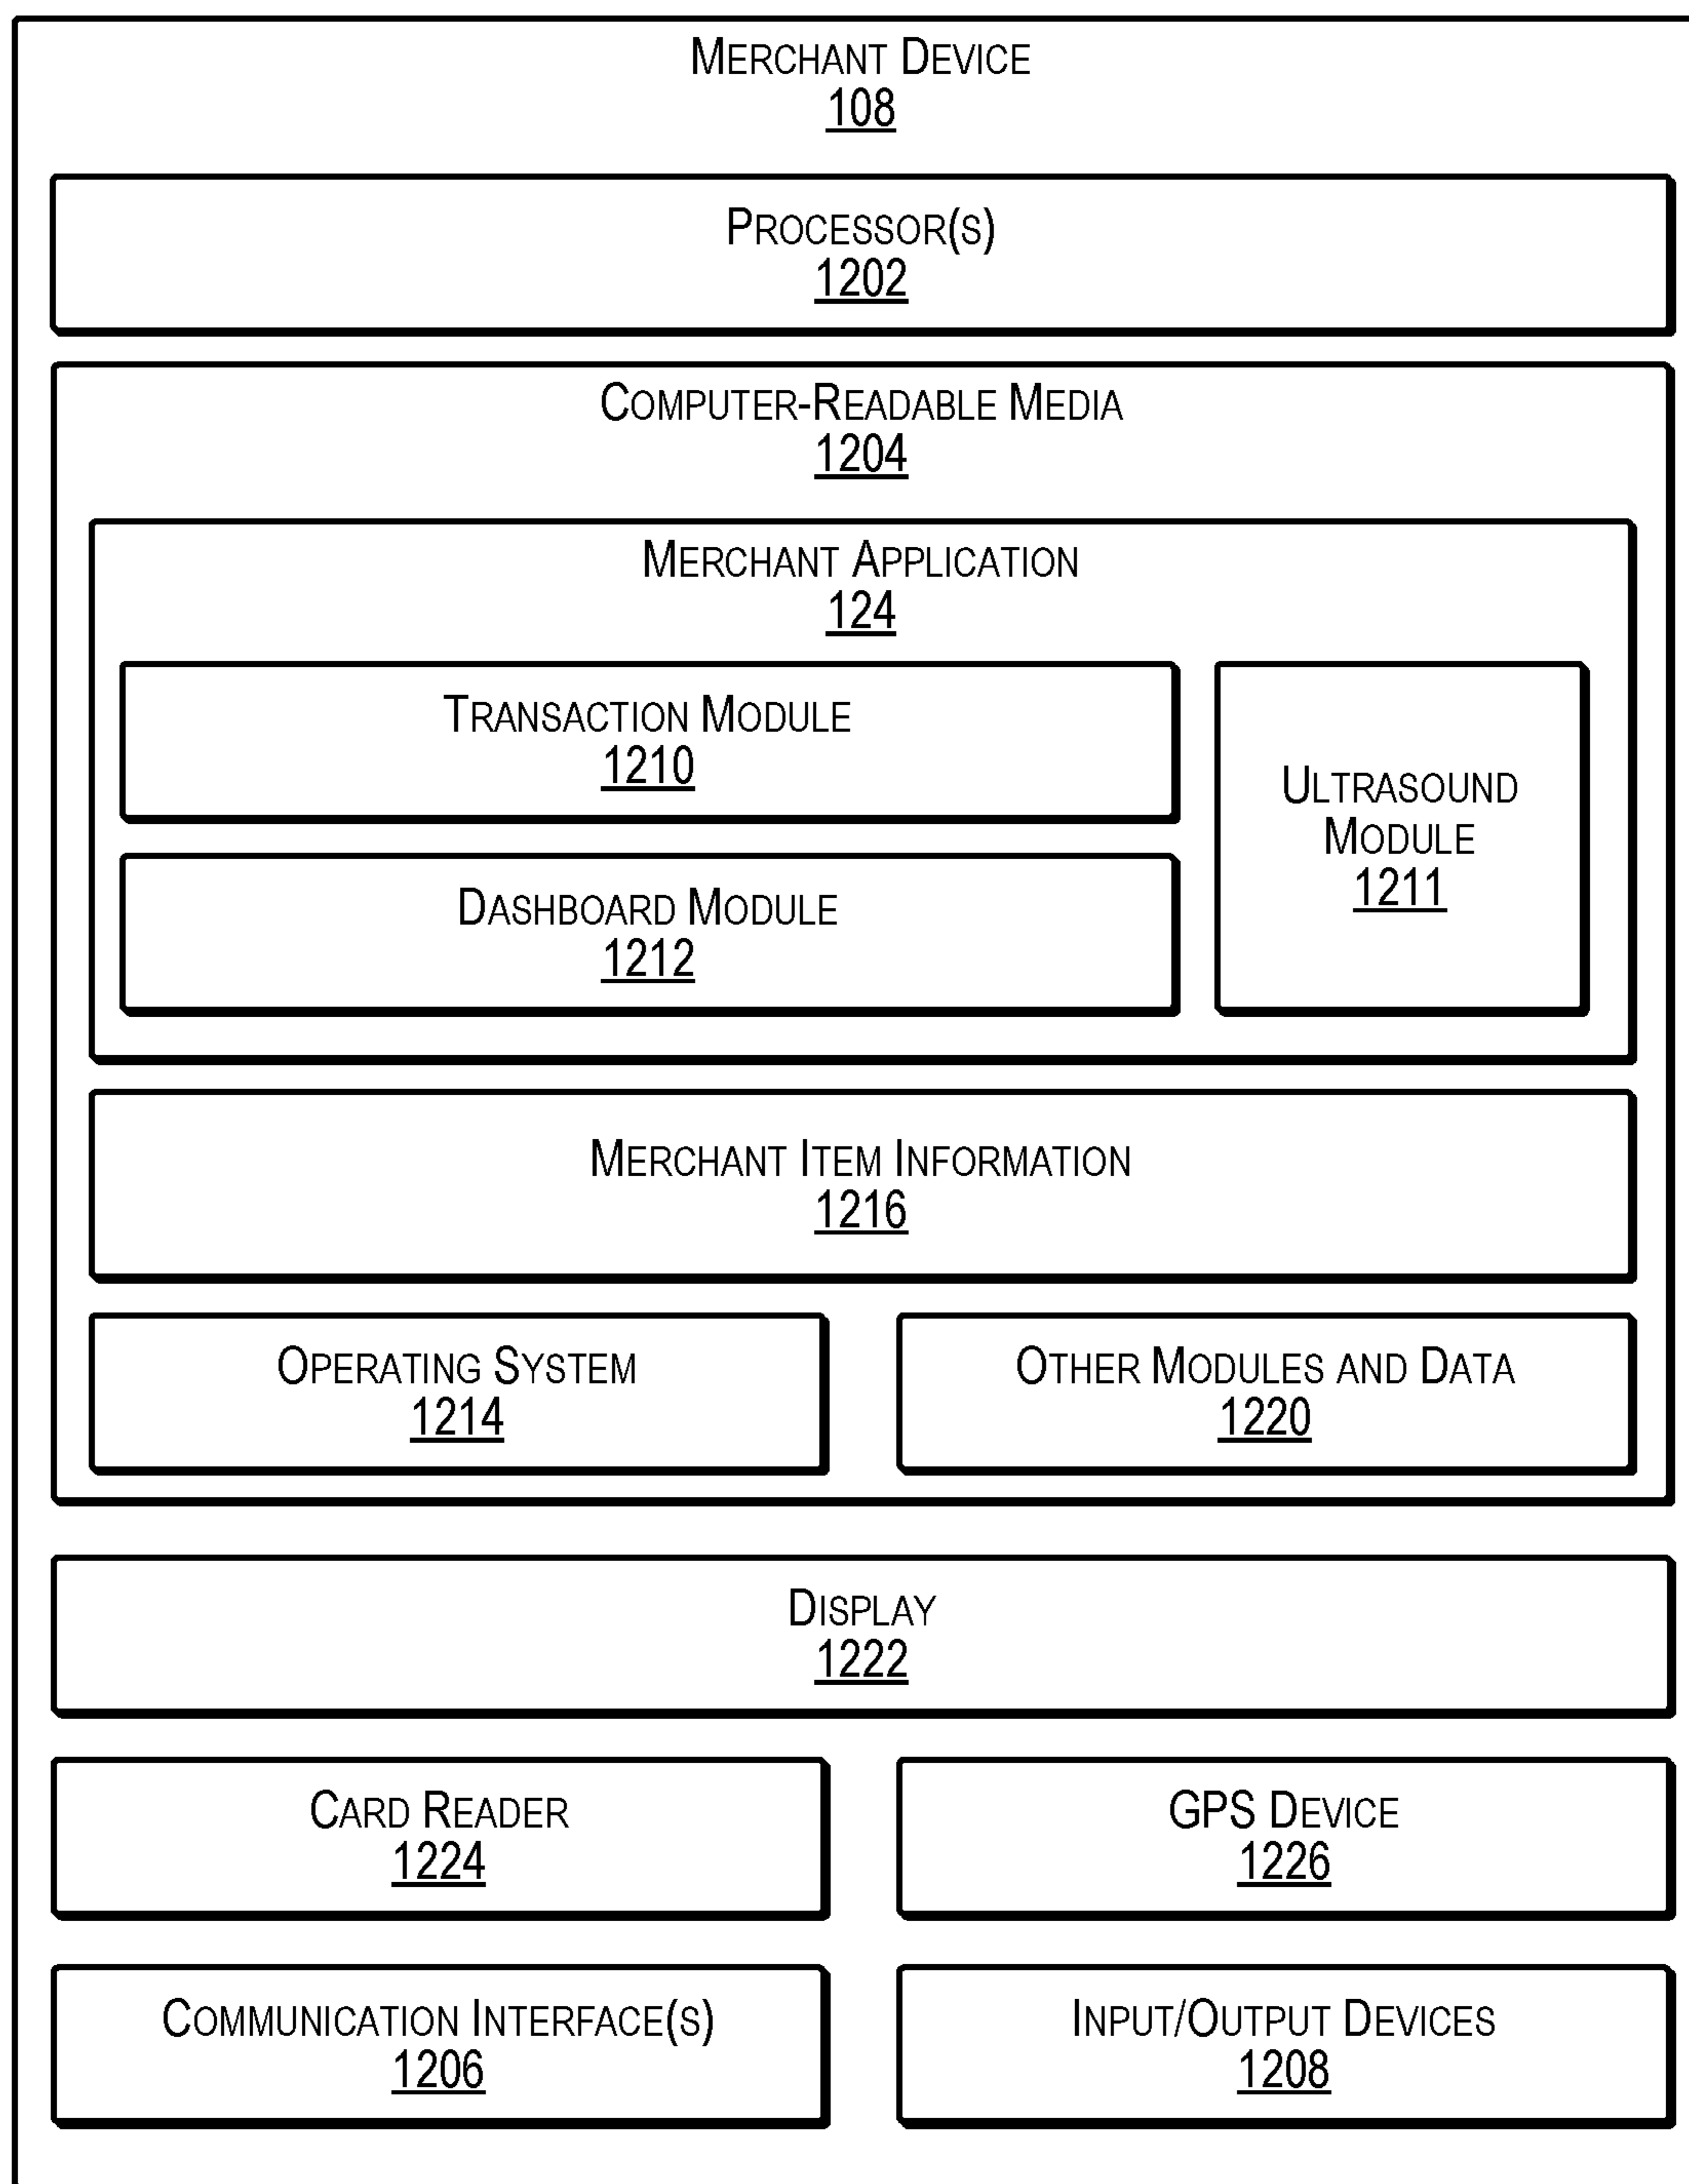 MERCHANT DEVICE
108
PROCESSOR(S)
1202
COMPUTER-READABLE MEDIA
1204
MERCHANT APPLICATION
124
TRANSACTION MODULE
1210
DASHBOARD MODULE
1212
ULTRASOUND
MODULE
1211
MERCHANT ITEM INFORMATION
1216
OPERATING SYSTEM
1214
OTHER MODULES AND DATA
1220
DISPLAY
1222
CARD READER
1224
GPS DEVICE
1226
COMMUNICATION INTERFACE(S)
1206
INPUT/OUTPUT DEVICES
1208